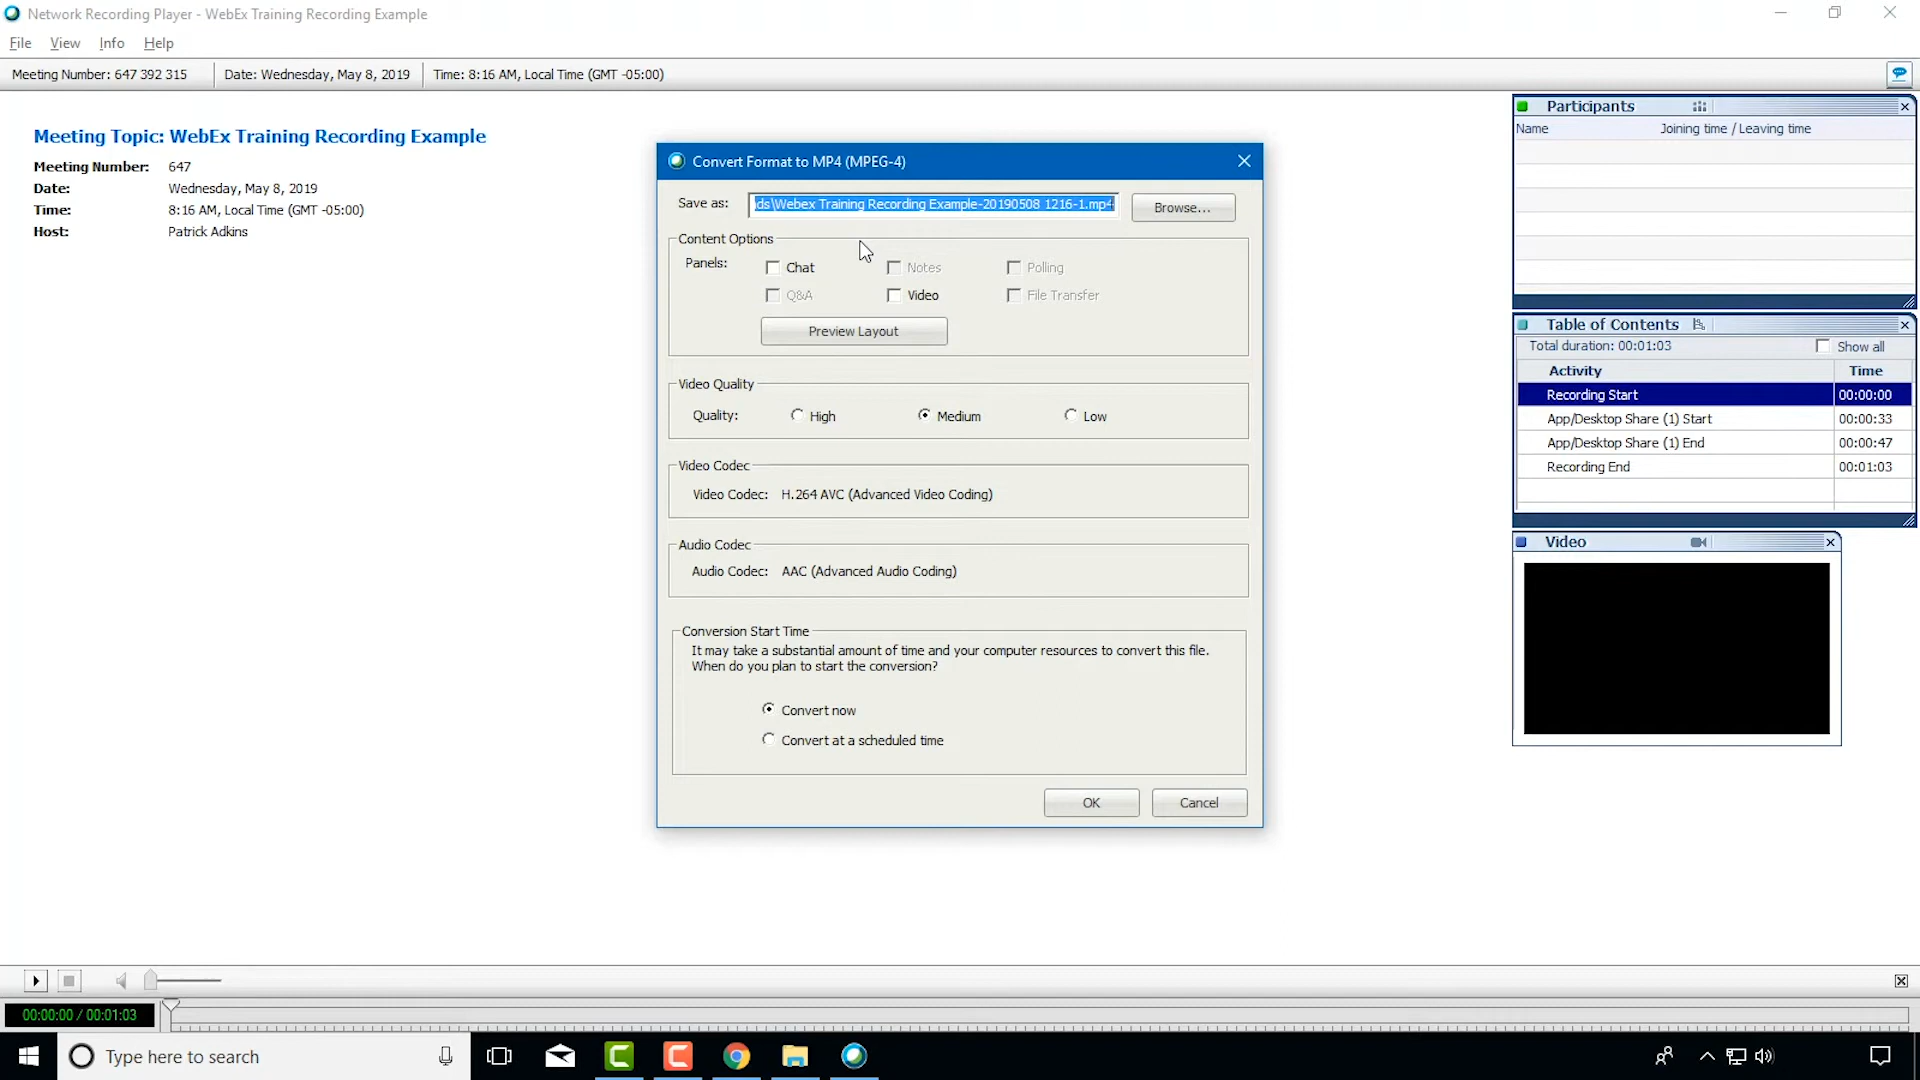 Network Recording Player - WebEx Training Recording Example
File View Info Help
Meeting Number: 647 392 315 Date: Wednesday, May 8, 2019 Time: 8:16 AM, Local Time (GMT -05:00)
Meeting Topic: WebEx Training Recording Example
Meeting Number: 647
Date: Wednesday, May 8, 2019
Time: 8:16 AM, Local Time (GMT -05:00)
Host: Patrick Adkins
Convert Format to MP4 (MPEG-4)
Save as: ds\Webex Training Recording Example-20190508 1216-1.mp4 Browse...
Content Options
Panels: Chat Notes Polling
Q&A Video File Transfer
Preview Layout
Video Quality
Quality: High Medium Low
Video Codec
Video Codec: H.264 AVC (Advanced Video Coding)
Audio Codec
Audio Codec: AAC (Advanced Audio Coding)
Conversion Start Time
It may take a substantial amount of time and your computer resources to convert this file.
When do you plan to start the conversion?
Convert now
Convert at a scheduled time
OK Cancel
Participants
Name Joining time / Leaving time
Table of Contents
Total duration: 00:01:03 Show all
Activity Time
Recording Start 00:00:00
App/Desktop Share (1) Start 00:00:33
App/Desktop Share (1) End 00:00:47
Recording End 00:01:03
Video
00:00:00 / 00:01:03
Type here to search